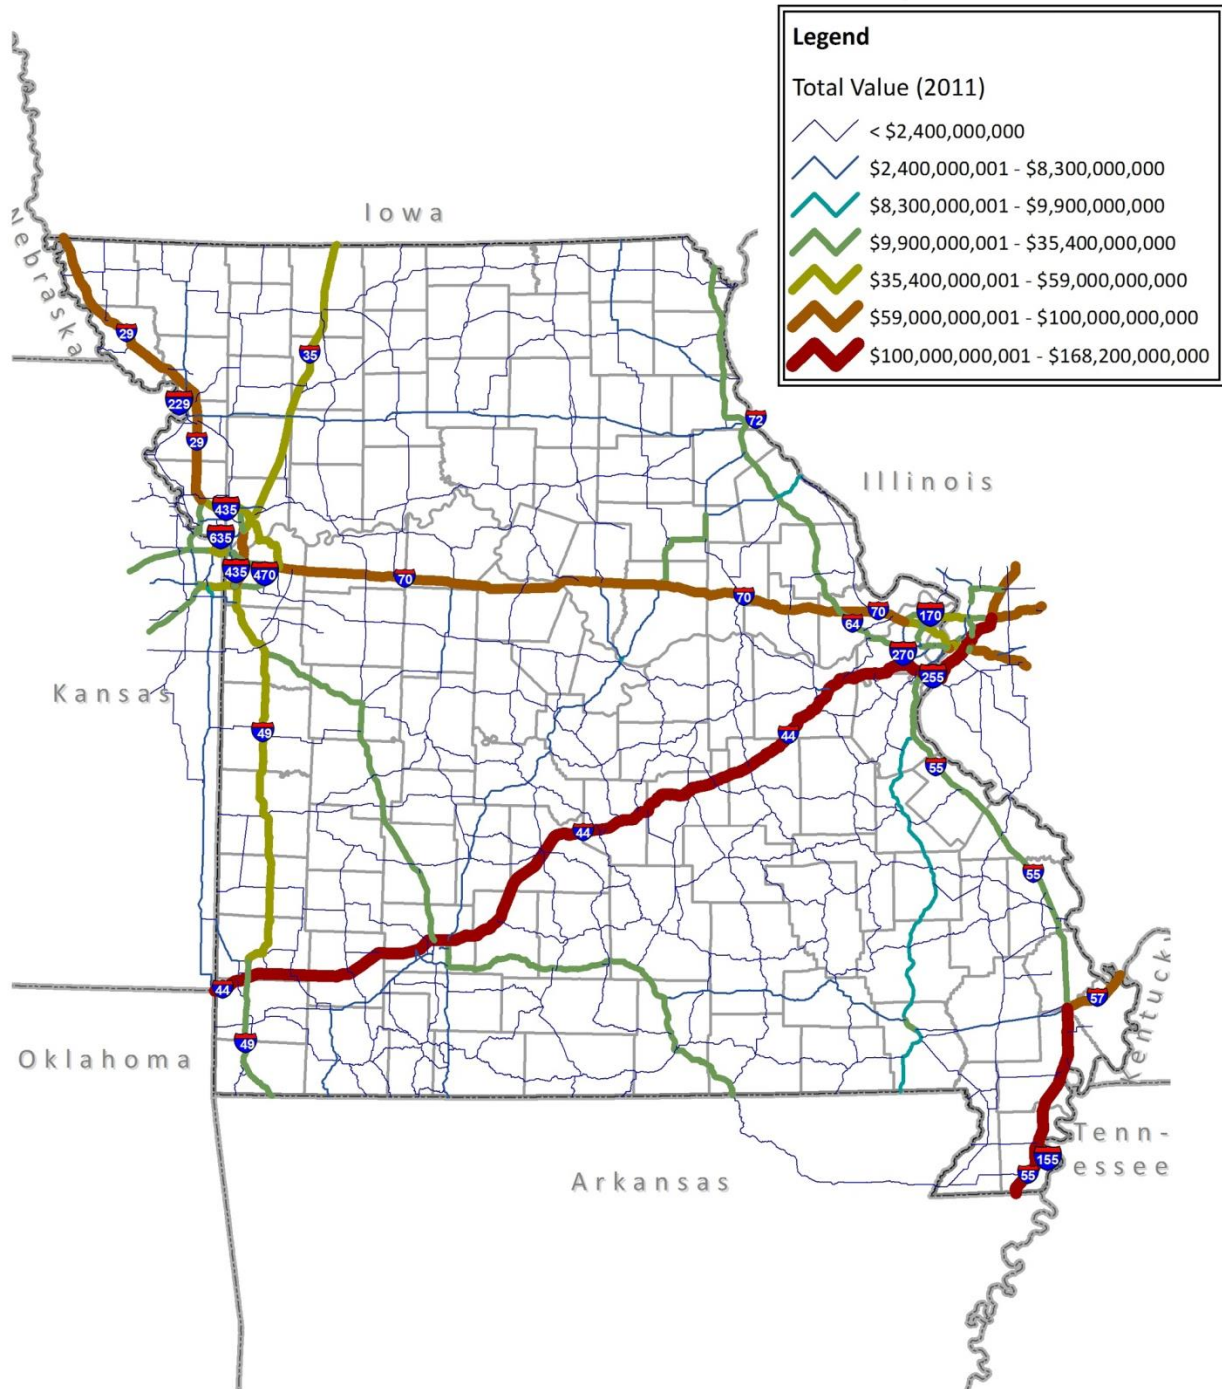 Legend
Total Value (2011)
< $2,400,000,000
$2,400,000,001 - $8,300,000,000
$8,300,000,001 - $9,900,000,000
$9,900,000,001 - $35,400,000,000
$35,400,000,001 - $59,000,000,000
$59,000,000,001 - $100,000,000,000
$100,000,000,001 - $168,200,000,000
Iowa
Nebraska
29
35
229
29
72
Illinois
435
635
435
470
70
70
70
170
64
270
255
Kansas
49
44
55
44
55
44
57
Kentucky
49
Oklahoma
Tenn-
essee
155
55
Arkansas